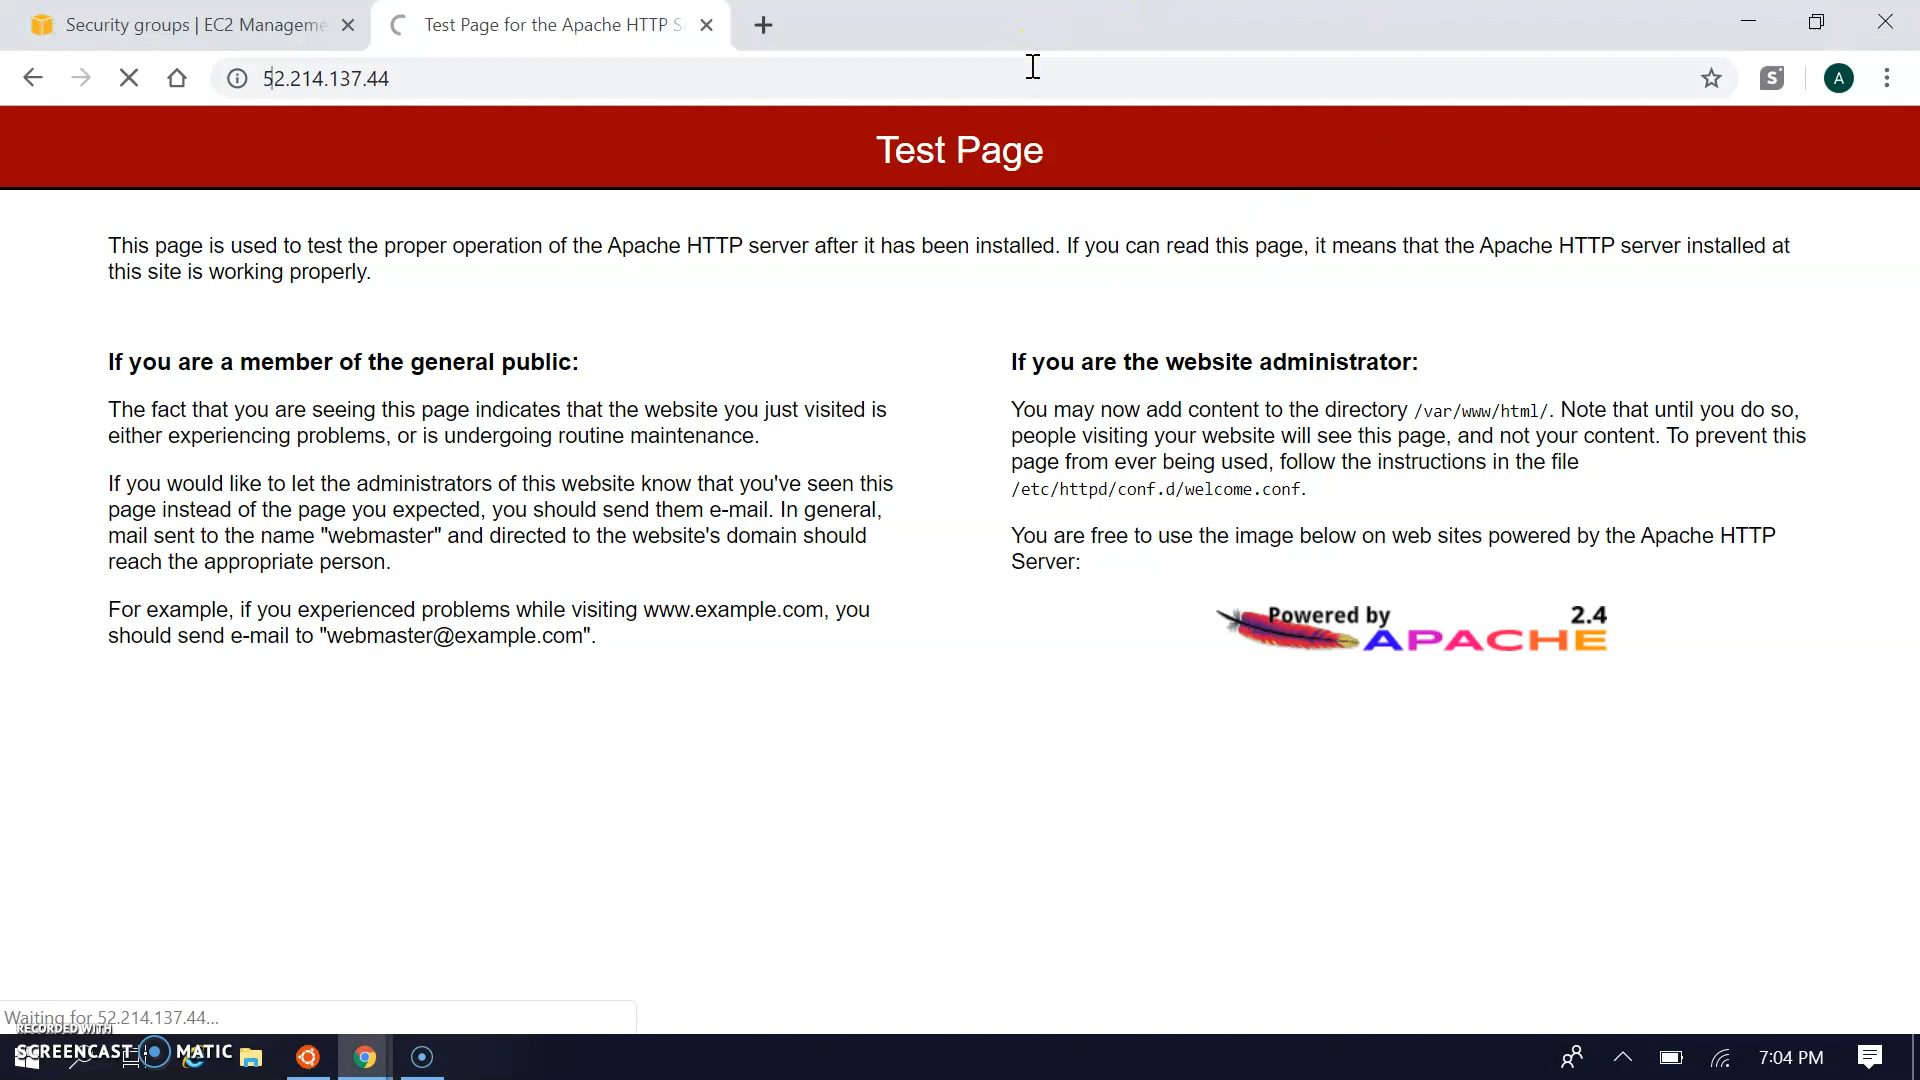 Security groups | EC2 Manageme
Test Page for the Apache HTTP S
52.214.137.44
S
A
Test Page
This page is used to test the proper operation of the Apache HTTP server after it has been installed. If you can read this page, it means that the Apache HTTP server installed at
this site is working properly.
If you are a member of the general public:
The fact that you are seeing this page indicates that the website you just visited is
either experiencing problems, or is undergoing routine maintenance.
If you would like to let the administrators of this website know that you've seen this
page instead of the page you expected, you should send them e-mail. In general,
mail sent to the name "webmaster" and directed to the website's domain should
reach the appropriate person.
For example, if you experienced problems while visiting www.example.com, you
should send e-mail to "webmaster@example.com".
If you are the website administrator:
You may now add content to the directory /var/www/html/. Note that until you do so,
people visiting your website will see this page, and not your content. To prevent this
page from ever being used, follow the instructions in the file
/etc/httpd/conf.d/welcome.conf.
You are free to use the image below on web sites powered by the Apache HTTP
Server:
Powered by 2.4
APACHE
Waiting for 52.214.137.44...
RECORDED WITH
SCREENCAST MATIC
7:04 PM